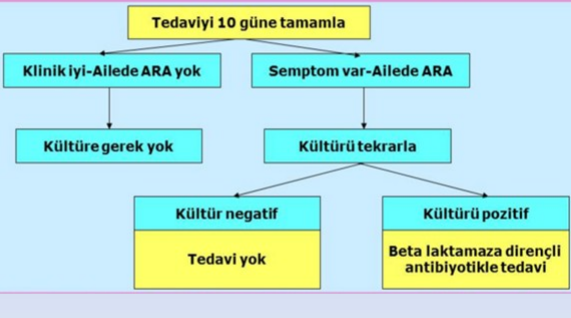 Tedaviyi 10 güne tamamla
Klinik iyi-Ailede ARA yok
Semptom var-Ailede ARA
Kültüre gerek yok
Kültürü tekrarla
Kültür negatif
Kültürü pozitif
Tedavi yok
Beta laktamaza dirençli
antibiyotikle tedavi